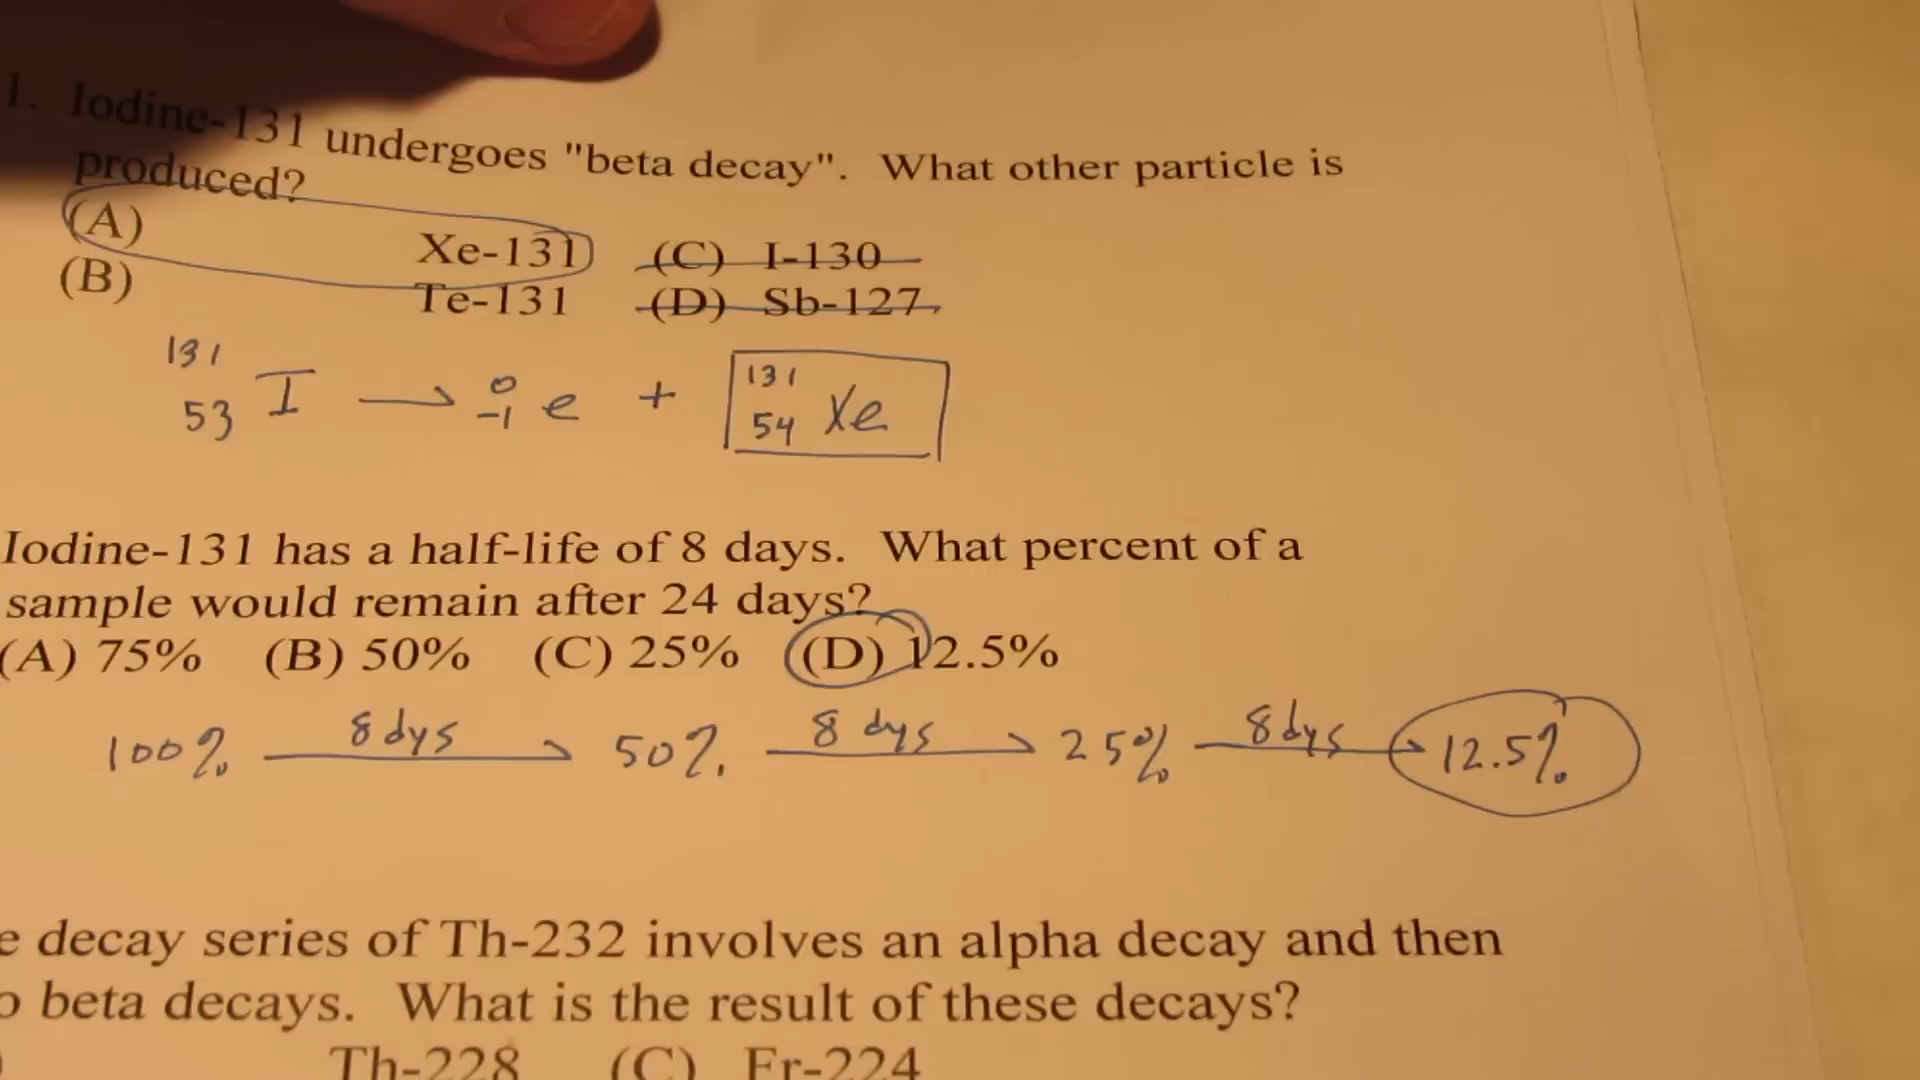 1. Iodine-131 undergoes "beta decay". What other particle is
produced?
(A) Xe-131 (C) I-130
(B) Te-131 (D) Sb-127
131 53 I → 0 -1 e + 131 54 Xe
Iodine-131 has a half-life of 8 days. What percent of a
sample would remain after 24 days?
(A) 75% (B) 50% (C) 25% (D) 12.5%
100% 8 dys → 50% 8 dys → 25% 8 dys → 12.5%
e decay series of Th-232 involves an alpha decay and then
o beta decays. What is the result of these decays?
) Th-228 (C) Fr-224